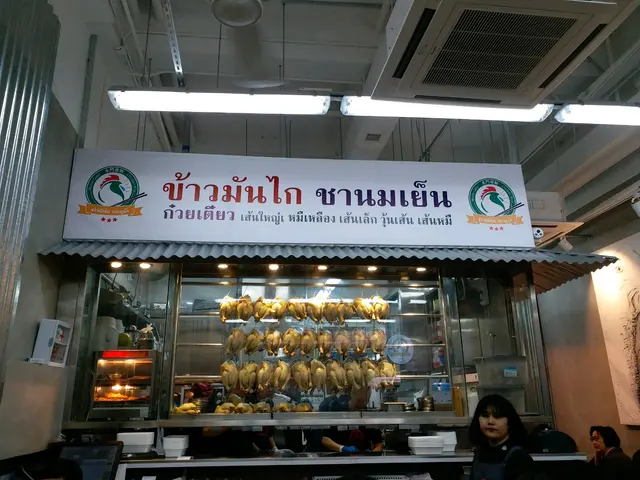 ข้าวมันไก่ ชานมเย็น
ก๋วยเตี๋ยว เส้นใหญ่ หมี่เหลือง เส้นเล็ก วุ้นเส้น เส้นหมี่